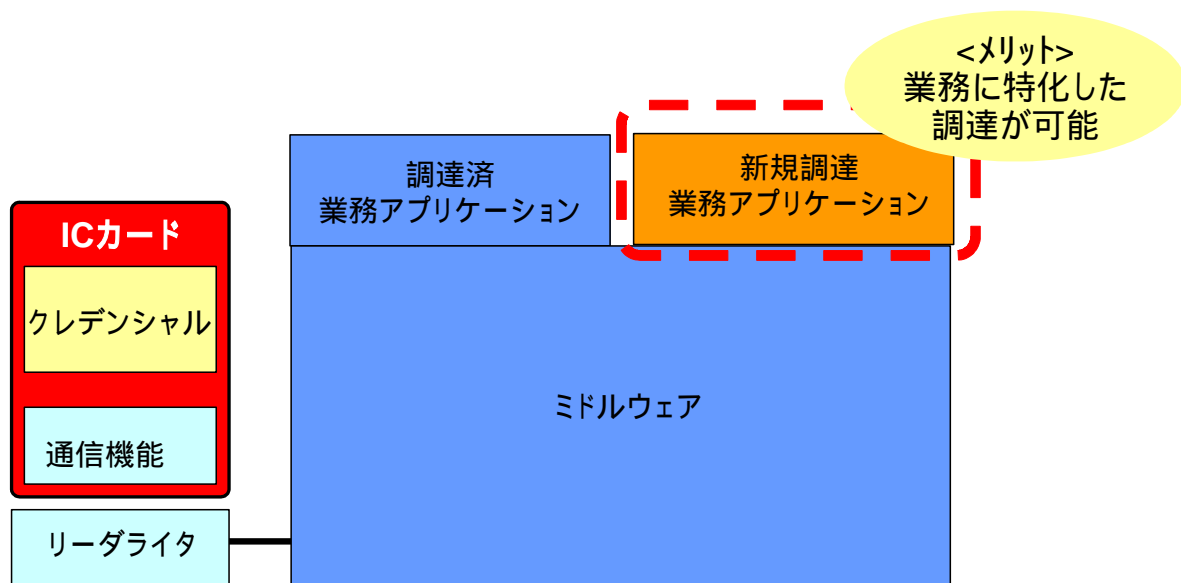 <メリット>
業務に特化した
調達が可能
調達済
業務アプリケーション
新規調達
業務アプリケーション
ICカード
クレデンシャル
通信機能
ミドルウェア
リーダライタ